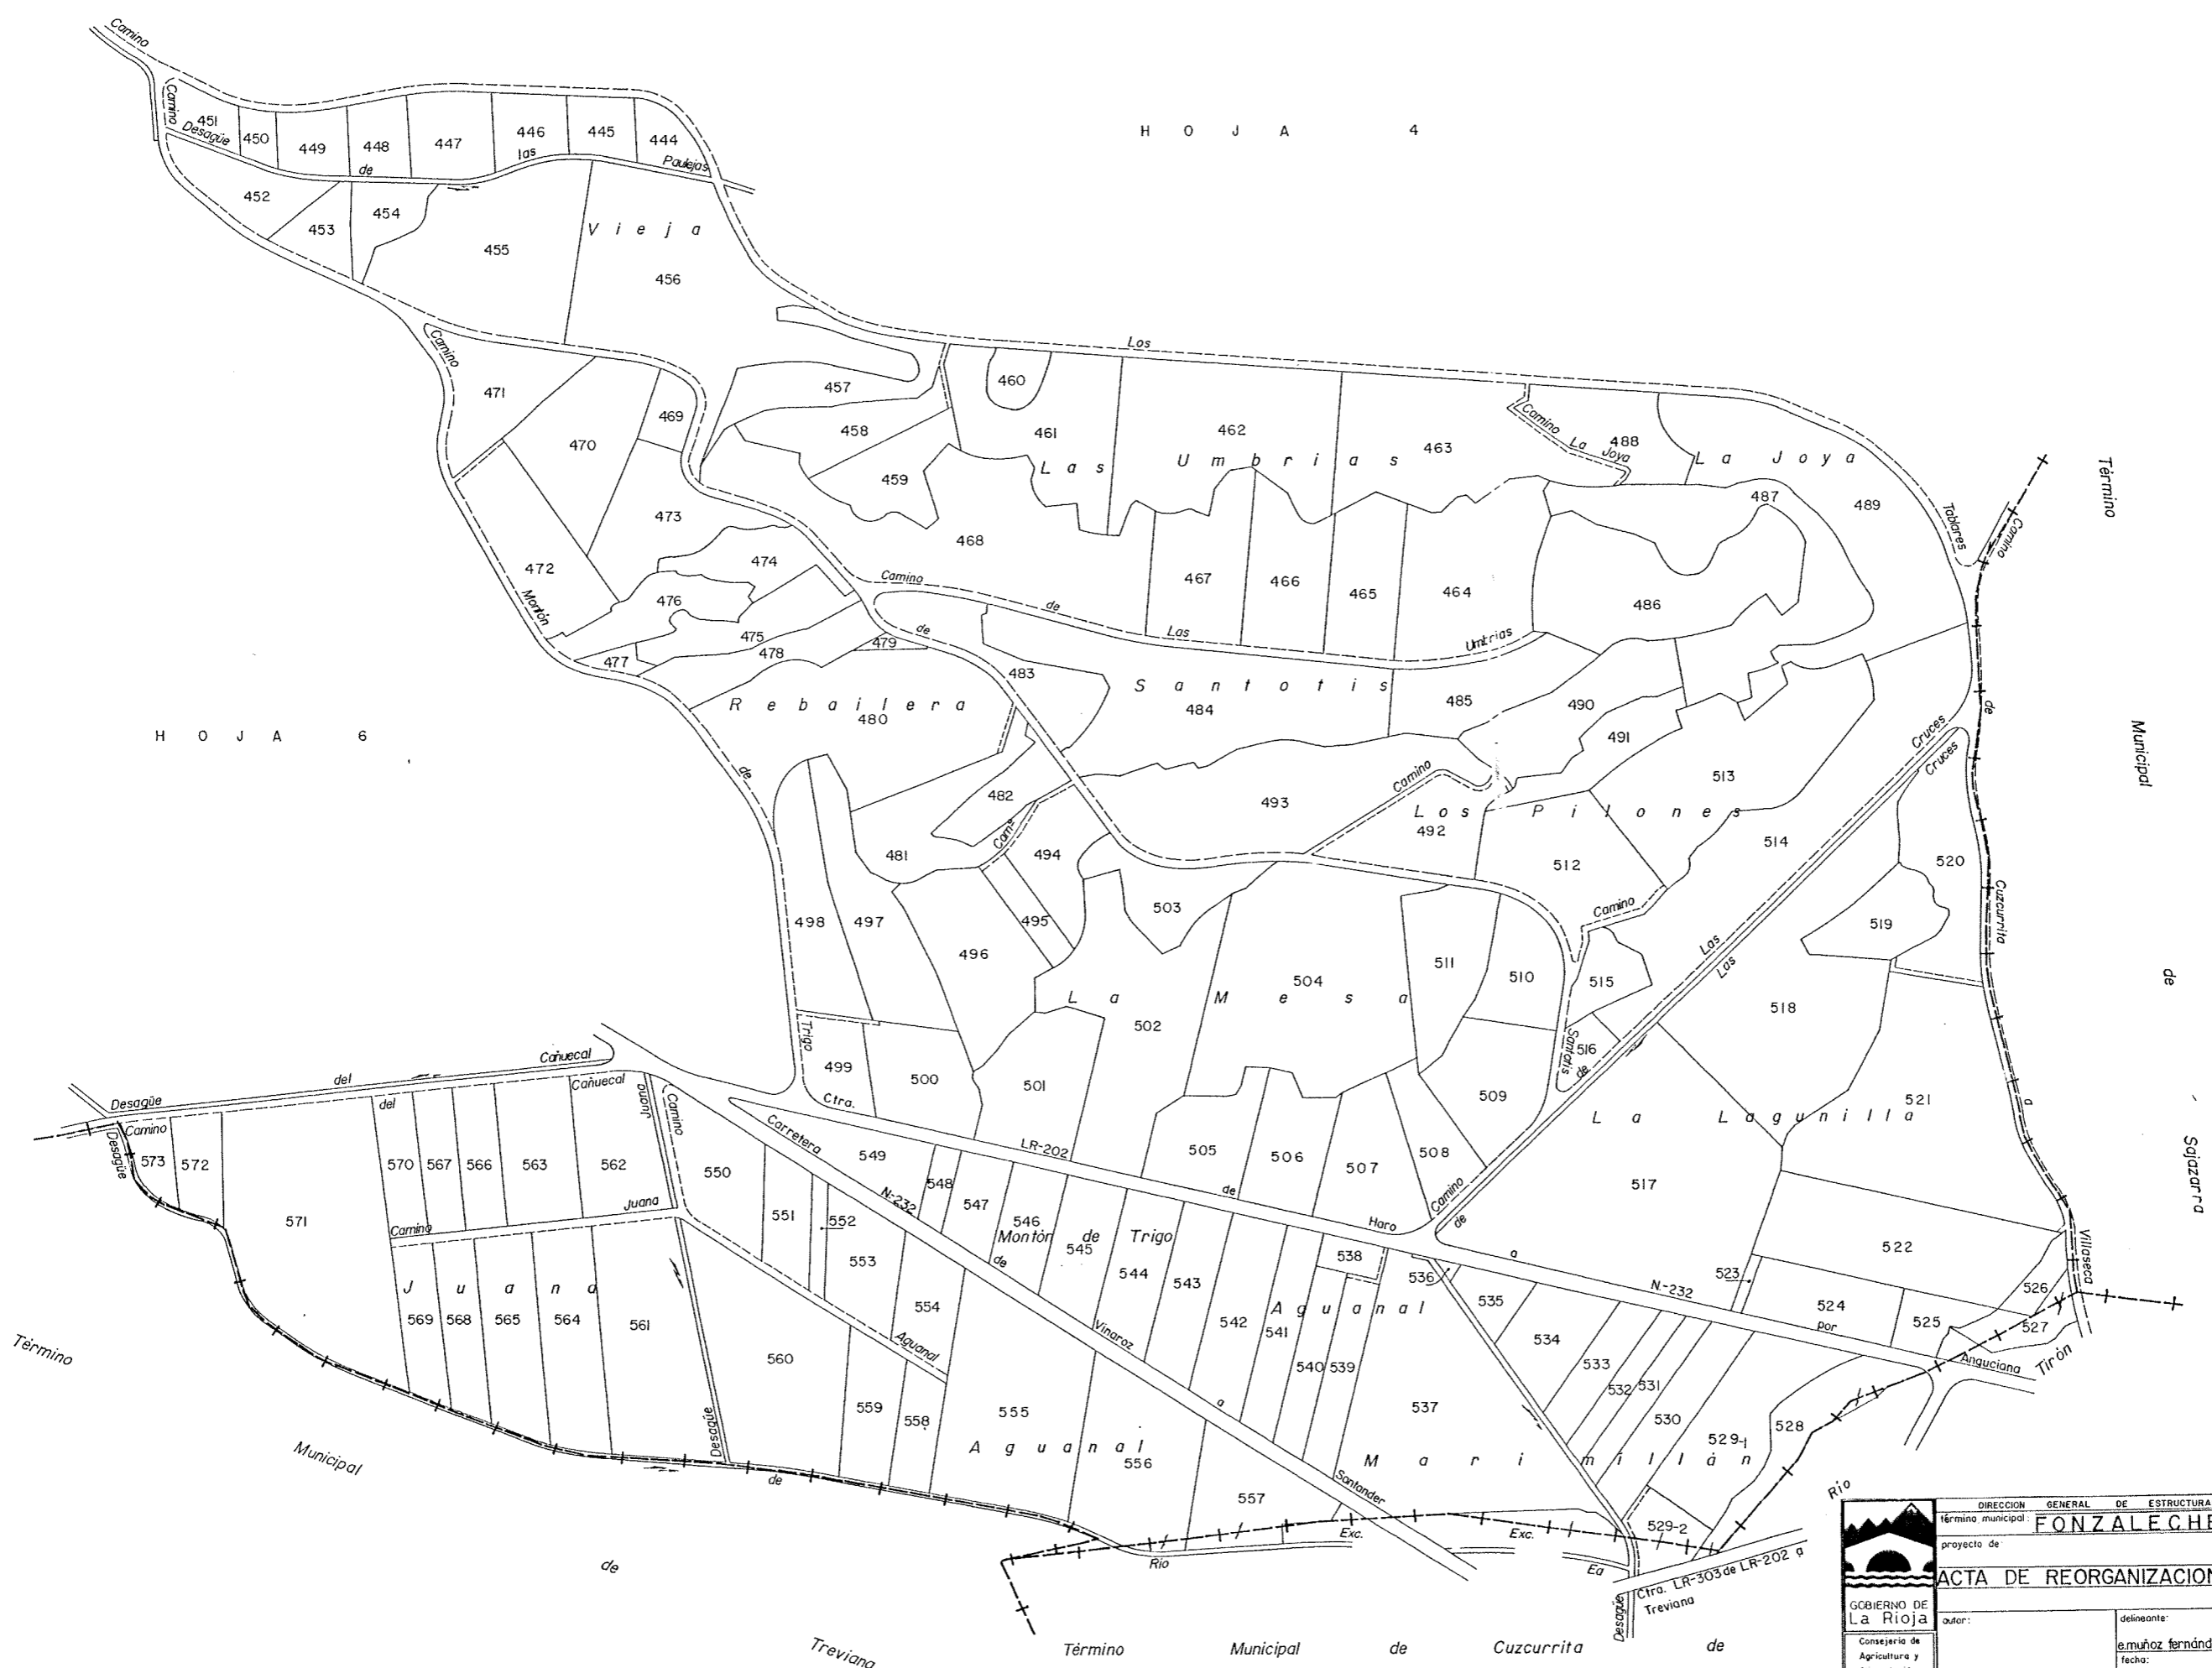 Camino
H O J A 4
Camino
451
Desagüe
450
449
448
447
446
445
444
de
las
Paulejas
452
453
454
455
Vieja
456
Los
Camino
471
470
469
457
458
459
460
461
462
463
Camino
La
Joya
488
Las Umbrias
La Joya
487
489
Tablares
Camino
Término
473
472
474
468
467
466
465
464
486
Camino
de
Las
Umbrias
Montón
476
475
477
478
479
de
483
Santotis
484
485
490
491
Rebailera
480
H O J A 6
de
Cruces
Cruces
de
Municipal
482
481
Camº
493
Camino
Los Pilones
492
513
514
512
494
495
503
520
Cuzcurrita
498
497
496
Camino
519
504
511
510
515
Las
Las
518
de
La Mesa
502
Trigo
499
500
501
Ctra.
509
Santotis
516
de
521
a
La Lagunilla
Cañuecal
del
Desagüe
Cañuecal
del
Juana
Camino
Camino
Desagüe
573
572
571
570
567
566
563
562
550
Carretera
549
LR-202
505
506
507
508
Camino
517
Sajazarra
551
552
N-232
548
547
546
545
Montón de Trigo
de
544
543
542
541
de
Haro
de
a
N-232
Camino
Juana
Juana
569
568
565
564
561
553
554
de
538
536
535
Aguanal
523
522
524
por
525
526
527
Villaseca
Anguciana
Tirón
Término
560
Aguanal
Vinaroz
a
540
539
537
534
533
532
531
530
529-1
528
Desagüe
559
558
555
Aguanal
556
557
Marimillán
Santander
Municipal
de
Río
Exc.
Exc.
529-2
Río
Ea
Ctra. LR-303 de LR-202 a
Treviana
Desagüe
de
Treviana
Término Municipal de Cuzcurrita de
DIRECCION GENERAL DE ESTRUCTURA
término municipal: FONZALECHE
proyecto de
ACTA DE REORGANIZACION
GOBIERNO DE
La Rioja
autor:
delineante:
e.muñoz fernánd
Consejería de
Agricultura y
fecha: